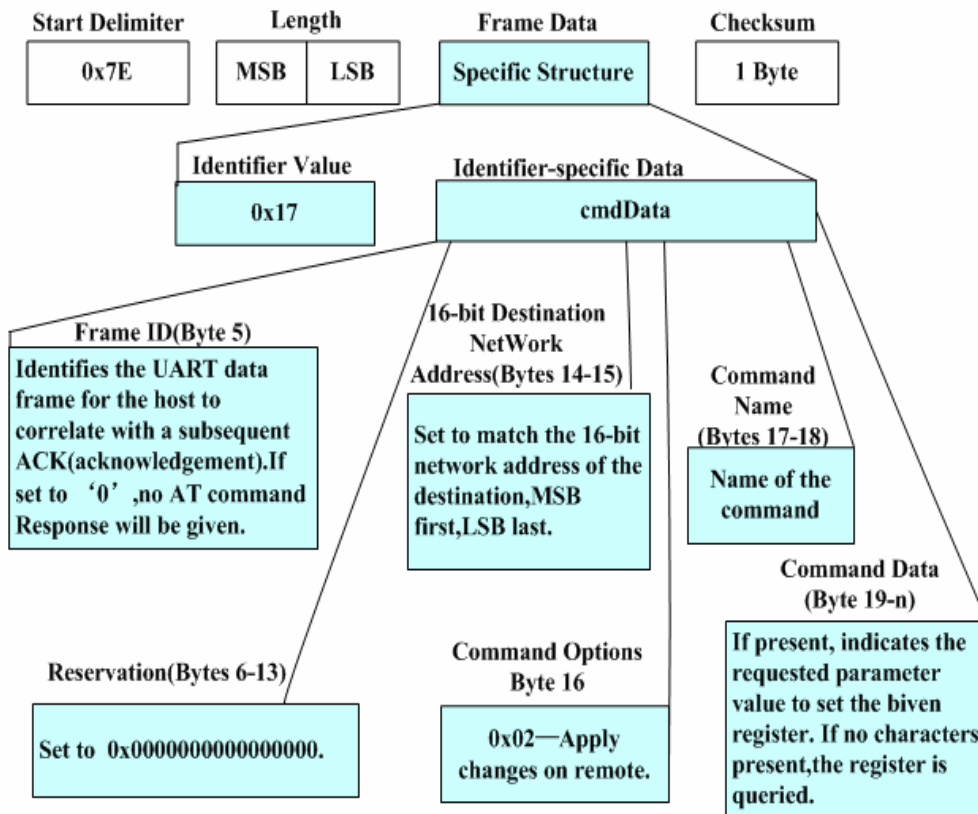 Start Delimiter
Length
Frame Data
Checksum
0x7E
MSB
LSB
Specific Structure
1 Byte
Identifier Value
Identifier-specific Data
0x17
cmdData
Frame ID(Byte 5)
Identifies the UART data
frame for the host to
correlate with a subsequent
ACK(acknowledgement).If
set to ‘0’ ,no AT command
Response will be given.
16-bit Destination
NetWork
Address(Bytes 14-15)
Set to match the 16-bit
network address of the
destination,MSB
first,LSB last.
Command
Name
(Bytes 17-18)
Name of the
command
Reservation(Bytes 6-13)
Set to 0x0000000000000000.
Command Options
Byte 16
0x02—Apply
changes on remote.
Command Data
(Byte 19-n)
If present, indicates the
requested parameter
value to set the biven
register. If no characters
present,the register is
queried.